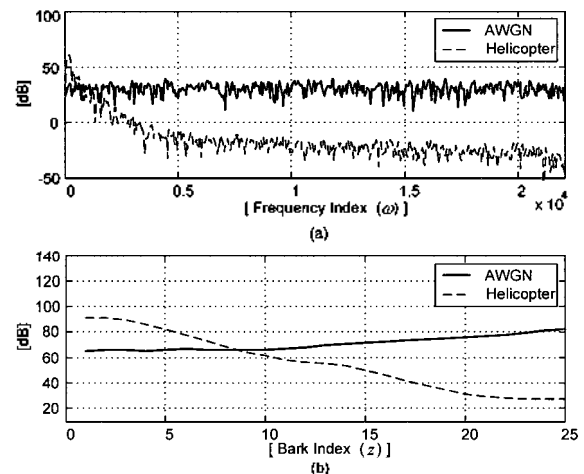 100
50
0
-50
[dB]
AWGN
Helicopter
0
0.5
1
1.5
2
× 10⁴
[ Frequency Index (ω) ]
(a)
140
120
100
80
60
40
20
[dB]
AWGN
Helicopter
0
5
10
15
20
25
[ Bark Index (z) ]
(b)